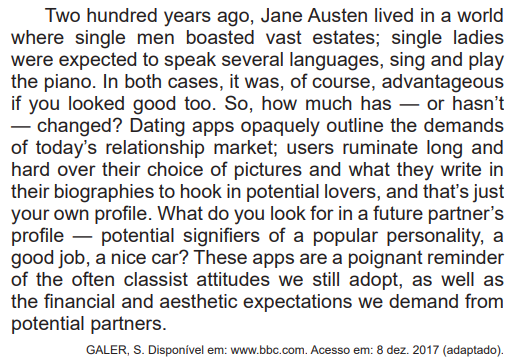 Two hundred years ago, Jane Austen lived in a world
where single men boasted vast estates; single ladies
were expected to speak several languages, sing and play
the piano. In both cases, it was, of course, advantageous
if you looked good too. So, how much has — or hasn't
— changed? Dating apps opaquely outline the demands
of today's relationship market; users ruminate long and
hard over their choice of pictures and what they write in
their biographies to hook in potential lovers, and that's just
your own profile. What do you look for in a future partner's
profile — potential signifiers of a popular personality, a
good job, a nice car? These apps are a poignant reminder
of the often classist attitudes we still adopt, as well as
the financial and aesthetic expectations we demand from
potential partners.
GALER, S. Disponível em: www.bbc.com. Acesso em: 8 dez. 2017 (adaptado).